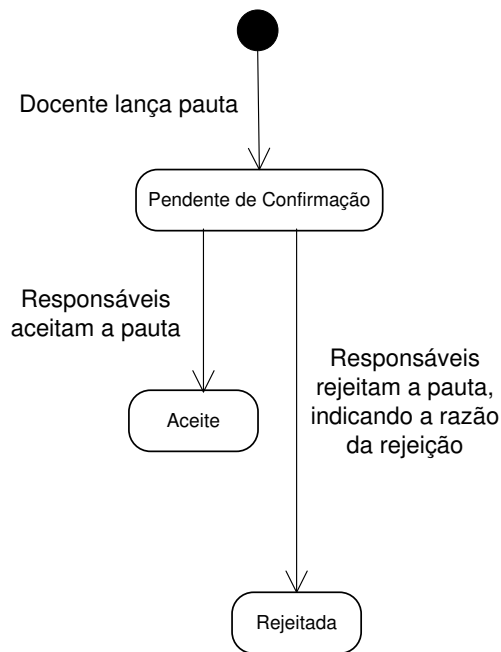 Docente lança pauta
Pendente de Confirmação
Responsáveis
aceitam a pauta
Responsáveis
rejeitam a pauta,
indicando a razão
da rejeição
Aceite
Rejeitada